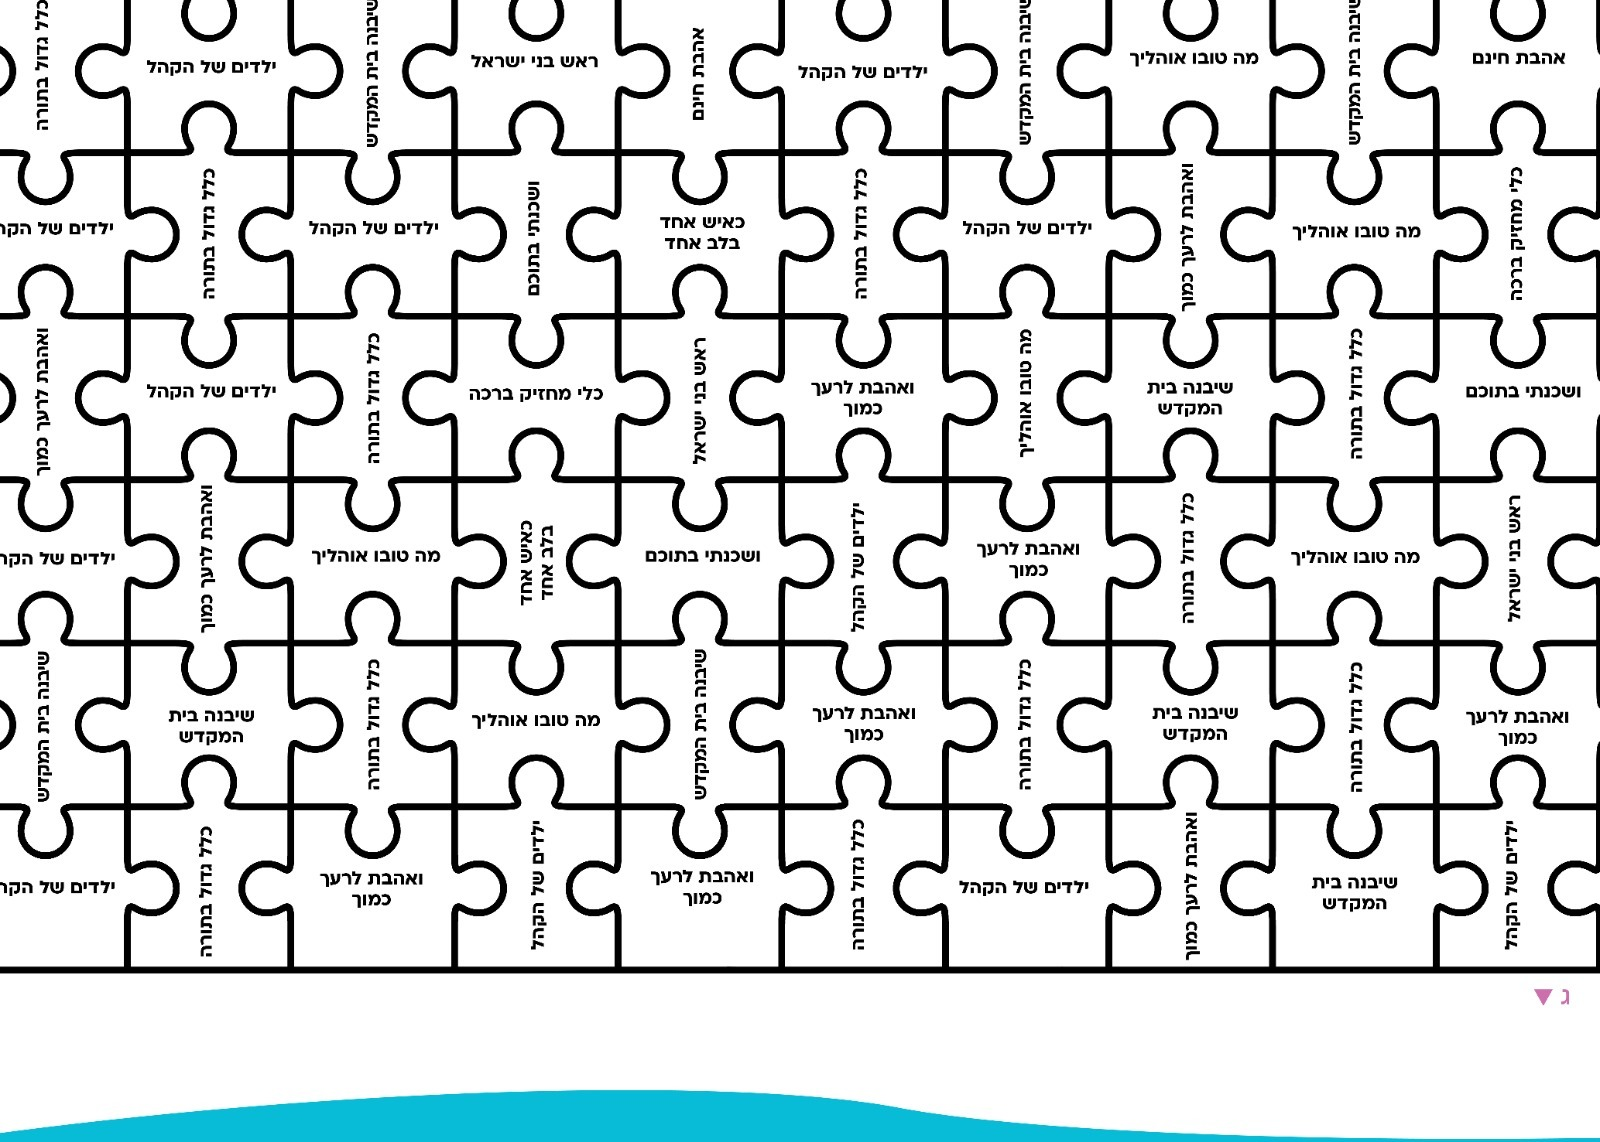 אהבת חינם
שיבנה בית המקדש
מה טובו אוהליך
שיבנה בית המקדש
ילדים של הקהל
אהבת חינם
ראש בני ישראל
שיבנה בית המקדש
ילדים של הקהל
כלל גדול בתורה
כלי מחזיק ברכה
מה טובו אוהליך
ואהבת לרעך כמוך
ילדים של הקהל
כלל גדול בתורה
כאיש אחד
בלב אחד
ושכנתי בתוכם
ילדים של הקהל
כלל גדול בתורה
ילדים של הקה
ושכנתי בתוכם
כלל גדול בתורה
שיבנה בית
המקדש
מה טובו אוהליך
ואהבת לרעך
כמוך
ראש בני ישראל
כלי מחזיק ברכה
כלל גדול בתורה
ילדים של הקהל
ואהבת לרעך כמוך
ראש בני ישראל
מה טובו אוהליך
כלל גדול בתורה
ואהבת לרעך
כמוך
ילדים של הקהל
ושכנתי בתוכם
כאיש אחד
בלב אחד
מה טובו אוהליך
ואהבת לרעך כמוך
ילדים של הקה
ואהבת לרעך
כמוך
כלל גדול בתורה
שיבנה בית
המקדש
כלל גדול בתורה
ואהבת לרעך
כמוך
שיבנה בית המקדש
מה טובו אוהליך
כלל גדול בתורה
שיבנה בית
המקדש
שיבנה בית המקדש
ילדים של הקהל
שיבנה בית
המקדש
ואהבת לרעך כמוך
ילדים של הקהל
כלל גדול בתורה
ואהבת לרעך
כמוך
ילדים של הקהל
ואהבת לרעך
כמוך
כלל גדול בתורה
ילדים של הקה
ג